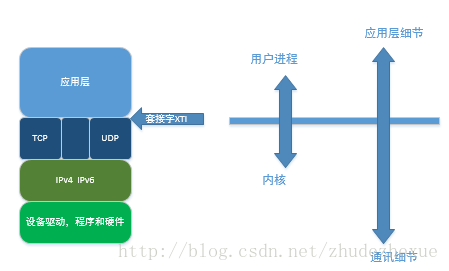 应用层细节
用户进程
应用层
套接字XTI
TCP
UDP
IPv4 IPv6
内核
设备驱动，程序和硬件
http://blog.csdn.net/zhudezhexue
通讯细节